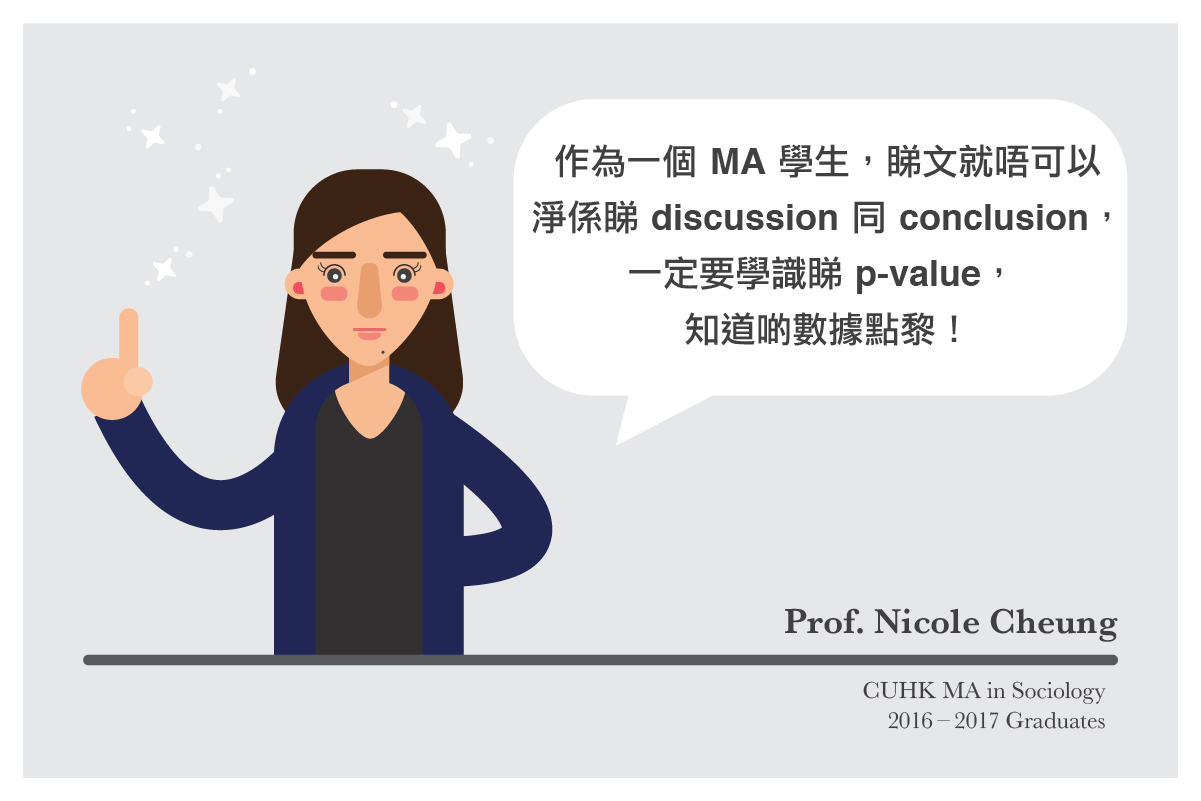 作為一個 MA 學生，睇文就唔可以
淨係睇 discussion 同 conclusion，
一定要學識睇 p-value，
知道啲數據點黎！
Prof. Nicole Cheung
CUHK MA in Sociology
2016 – 2017 Graduates